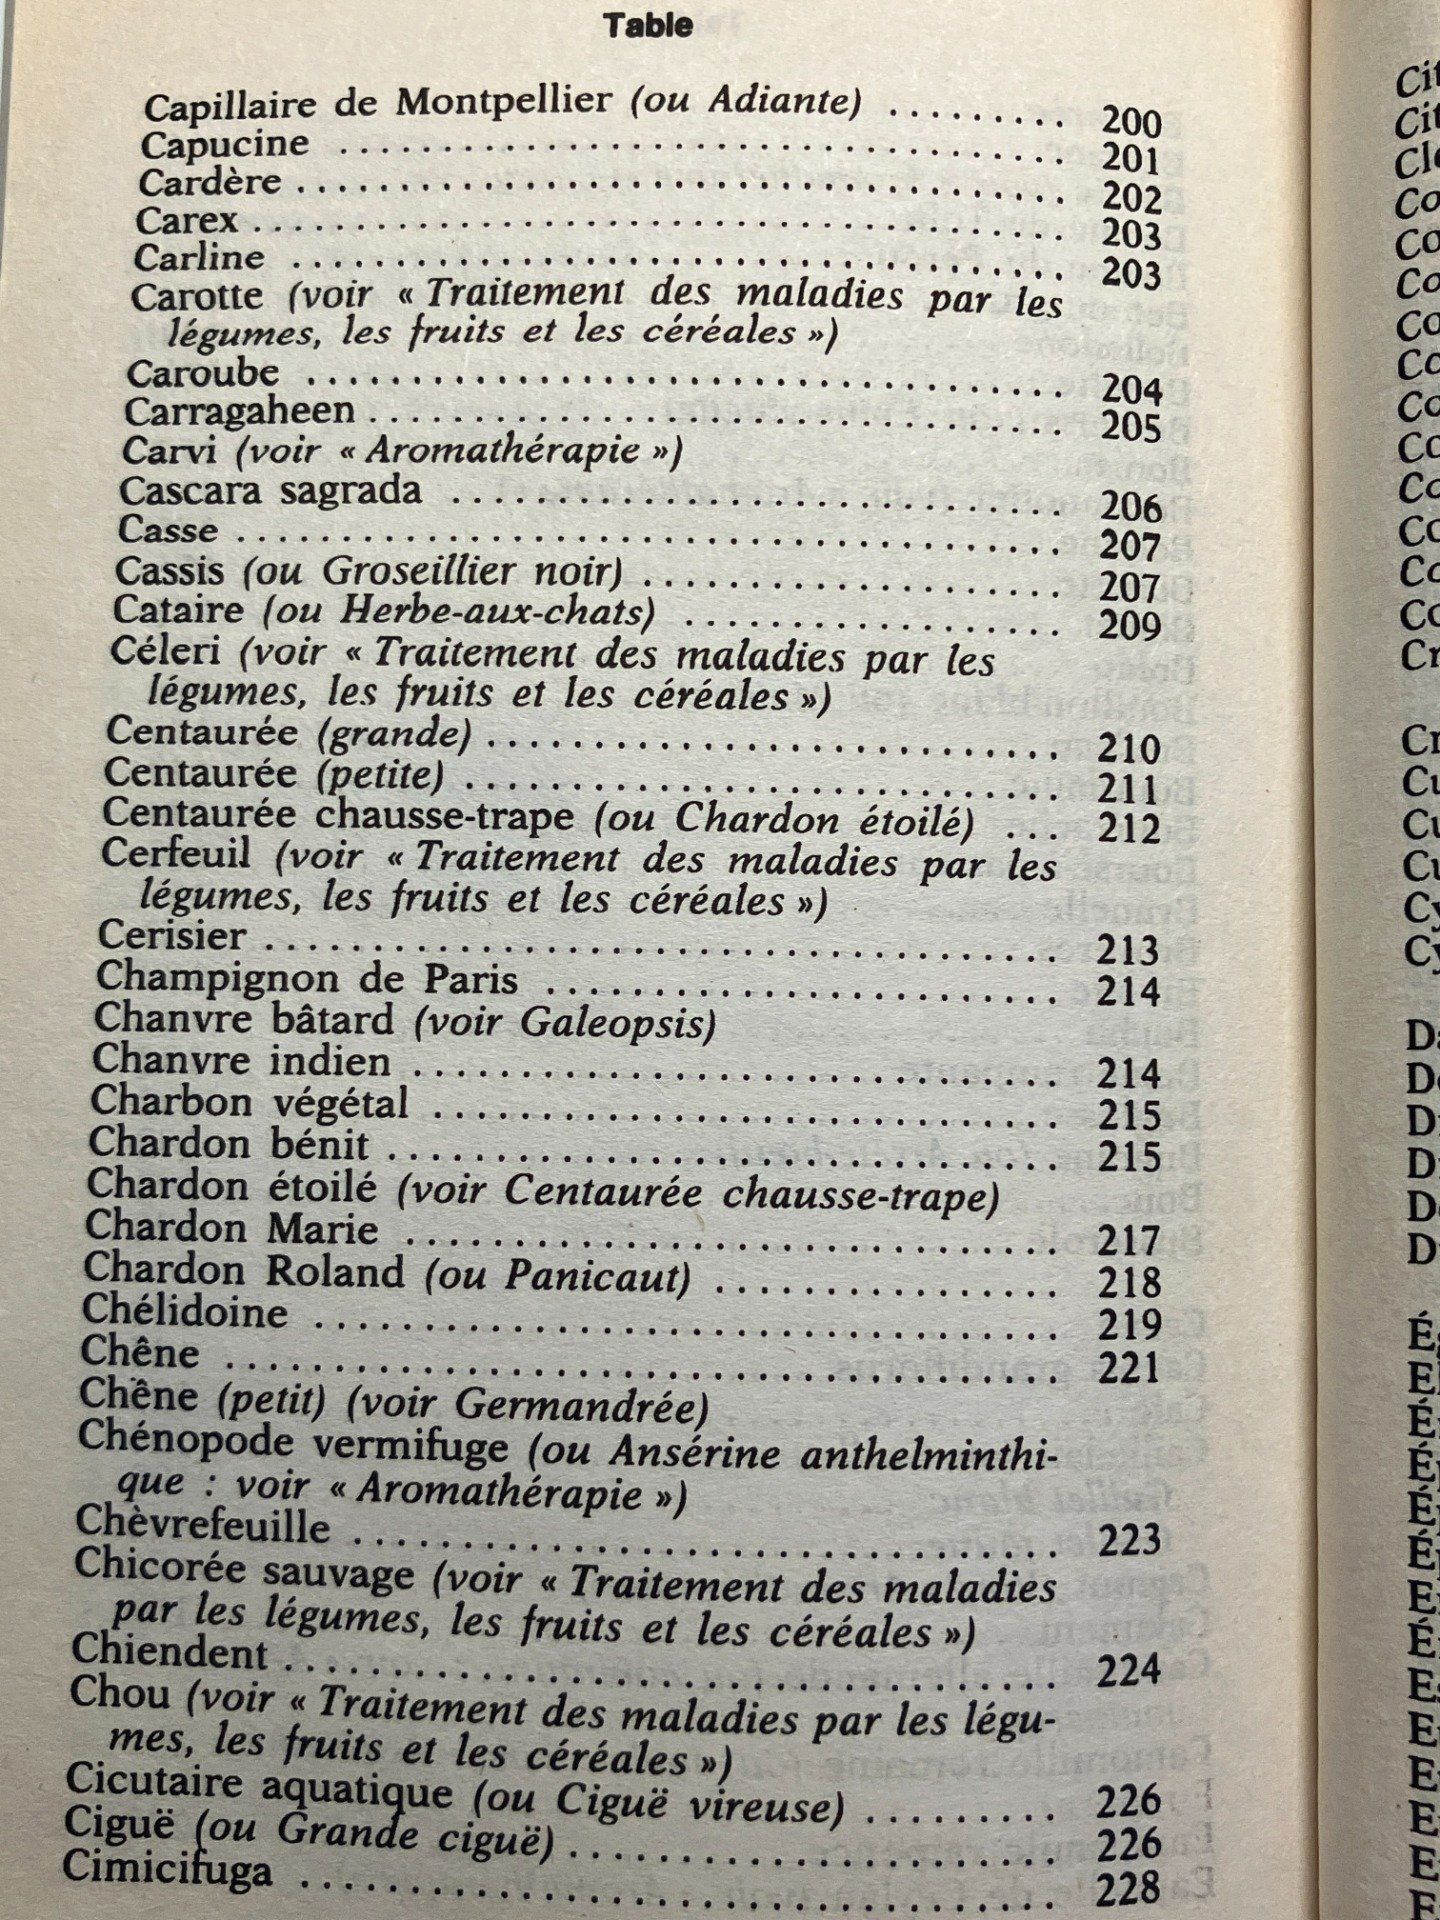 Table
Capillaire de Montpellier (ou Adiante) ......... 200
Capucine .................................. 201
Cardère .................................... 202
Carex ...................................... 203
Carline .................................... 203
Carotte (voir « Traitement des maladies par les
légumes, les fruits et les céréales »)
Caroube ................................... 204
Carragaheen ............................... 205
Carvi (voir « Aromathérapie »)
Cascara sagrada ........................... 206
Casse ..................................... 207
Cassis (ou Groseillier noir) .................... 207
Cataire (ou Herbe-aux-chats) .................. 209
Céleri (voir « Traitement des maladies par les
légumes, les fruits et les céréales »)
Centaurée (grande) ........................... 210
Centaurée (petite) ............................ 211
Centaurée chausse-trape (ou Chardon étoilé) ... 212
Cerfeuil (voir « Traitement des maladies par les
légumes, les fruits et les céréales »)
Cerisier ..................................... 213
Champignon de Paris ........................ 214
Chanvre bâtard (voir Galeopsis)
Chanvre indien .............................. 214
Charbon végétal ............................. 215
Chardon bénit ............................... 215
Chardon étoilé (voir Centaurée chausse-trape)
Chardon Marie .............................. 217
Chardon Roland (ou Panicaut) ................ 218
Chélidoine .................................. 219
Chêne ...................................... 221
Chêne (petit) (voir Germandrée)
Chénopode vermifuge (ou Ansérine anthelminthi-
que : voir « Aromathérapie »)
Chèvrefeuille ................................ 223
Chicorée sauvage (voir « Traitement des maladies
par les légumes, les fruits et les céréales »)
Chiendent ................................... 224
Chou (voir « Traitement des maladies par les légu-
mes, les fruits et les céréales »)
Cicutaire aquatique (ou Ciguë vireuse) ......... 226
Ciguë (ou Grande ciguë) ...................... 226
Cimicifuga .................................. 228